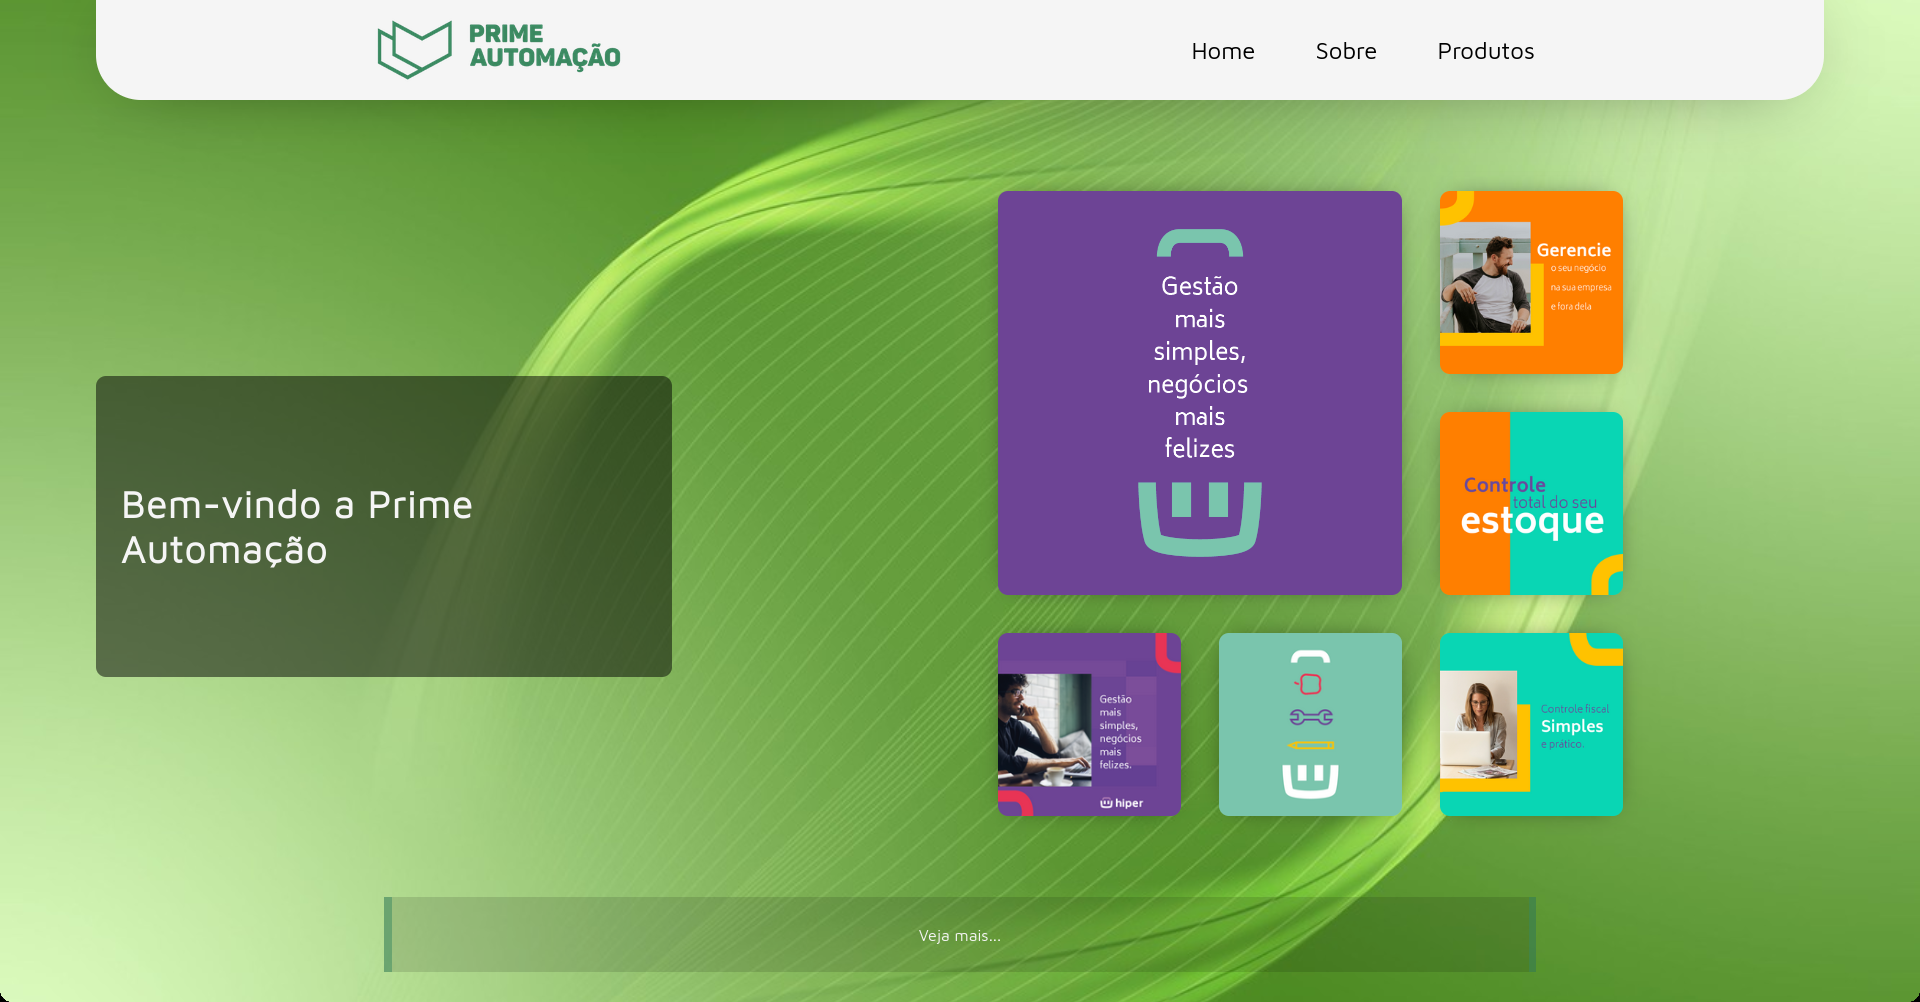 PRIME
AUTOMAÇÃO
Home
Sobre
Produtos
Bem-vindo a Prime
Automação
Gestão
mais
simples,
negócios
mais
felizes
Gerencie
o seu negócio
na sua empresa
e fora dela
Controle
total do seu
estoque
Gestão
mais
simples,
negócios
mais
felizes.
hiper
Controle fiscal
Simples
e prático.
Veja mais...